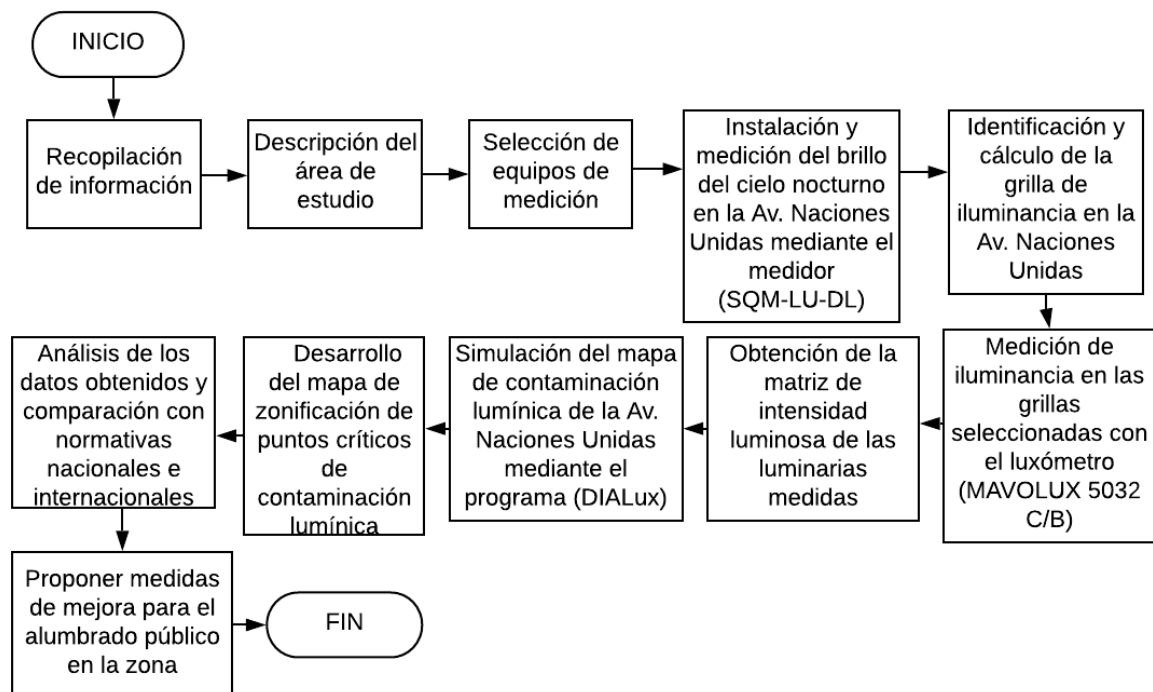 INICIO
Recopilación
de información
Descripción del
área de
estudio
Selección de
equipos de
medición
Instalación y
medición del brillo
del cielo nocturno
en la Av. Naciones
Unidas mediante el
medidor
(SQM-LU-DL)
Identificación y
cálculo de la
grilla de
iluminancia en la
Av. Naciones
Unidas
Medición de
iluminancia en las
grillas
seleccionadas con
el luxómetro
(MAVOLUX 5032
C/B)
Obtención de la
matriz de
intensidad
luminosa de las
luminarias
medidas
Simulación del mapa
de contaminación
lumínica de la Av.
Naciones Unidas
mediante el
programa (DIALux)
Desarrollo
del mapa de
zonificación de
puntos críticos
de
contaminación
lumínica
Análisis de los
datos obtenidos y
comparación con
normativas
nacionales e
internacionales
Proponer medidas
de mejora para el
alumbrado público
en la zona
FIN